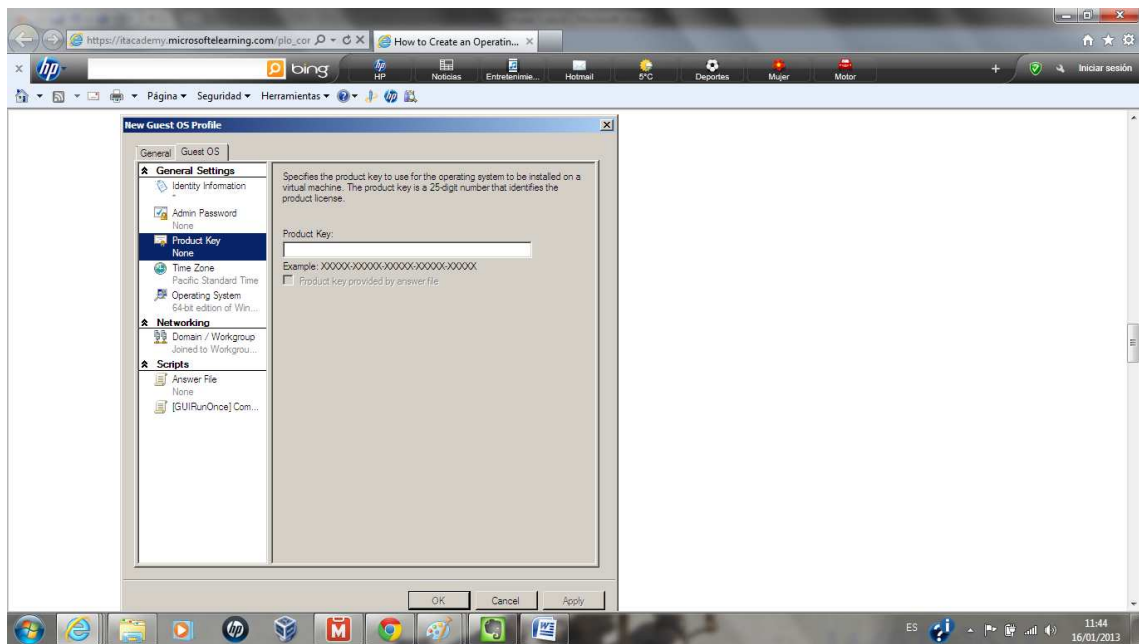 https://itacademy.microsoftelearning.com/plo_cor
How to Create an Operatin...
hp
bing
HP
Noticias
Entretenimie...
Hotmail
5°C
Deportes
Mujer
Motor
Iniciar sesión
Página
Seguridad
Herramientas
New Guest OS Profile
General
Guest OS
General Settings
Identity Information
-
Admin Password
None
Product Key
None
Time Zone
Pacific Standard Time
Operating System
64-bit edition of Win...
Networking
Domain / Workgroup
Joined to Workgrou...
Scripts
Answer File
None
[GUIRunOnce] Com...
Specifies the product key to use for the operating system to be installed on a
virtual machine. The product key is a 25-digit number that identifies the
product license.
Product Key:
Example: XXXXX-XXXXX-XXXXX-XXXXX-XXXXX
Product key provided by answer file
OK
Cancel
Apply
hp
M
ES
11:44
16/01/2013